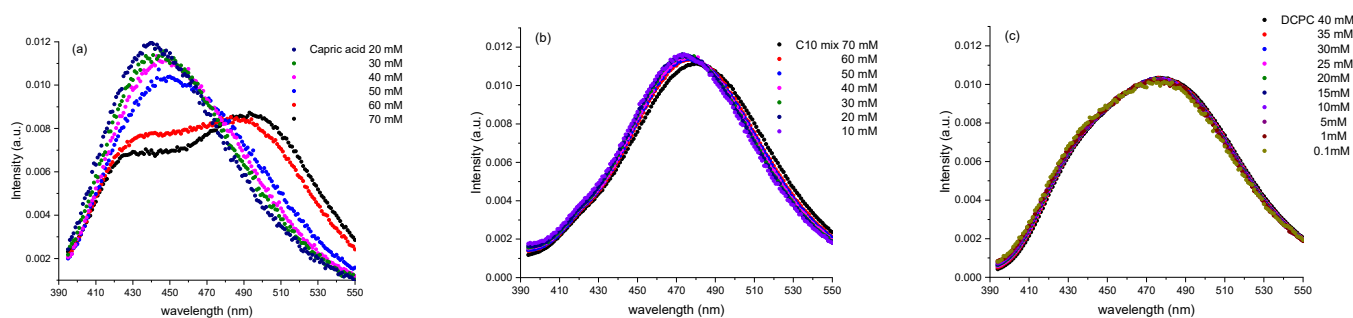 (a)
Capric acid 20 mM
30 mM
40 mM
50 mM
60 mM
70 mM
0.012
0.010
0.008
0.006
0.004
0.002
Intensity (a.u.)
390 410 430 450 470 490 510 530 550
wavelength (nm)
(b)
C10 mix 70 mM
60 mM
50 mM
40 mM
30 mM
20 mM
10 mM
0.012
0.010
0.008
0.006
0.004
0.002
0.000
Intensity (a.u.)
390 410 430 450 470 490 510 530 550
wavelength (nm)
(c)
DCPC 40 mM
35 mM
30mM
25 mM
20mM
15mM
10mM
5mM
1mM
0.1mM
0.012
0.010
0.008
0.006
0.004
0.002
0.000
Intensity (a.u.)
390 410 430 450 470 490 510 530 550
wavelength (nm)